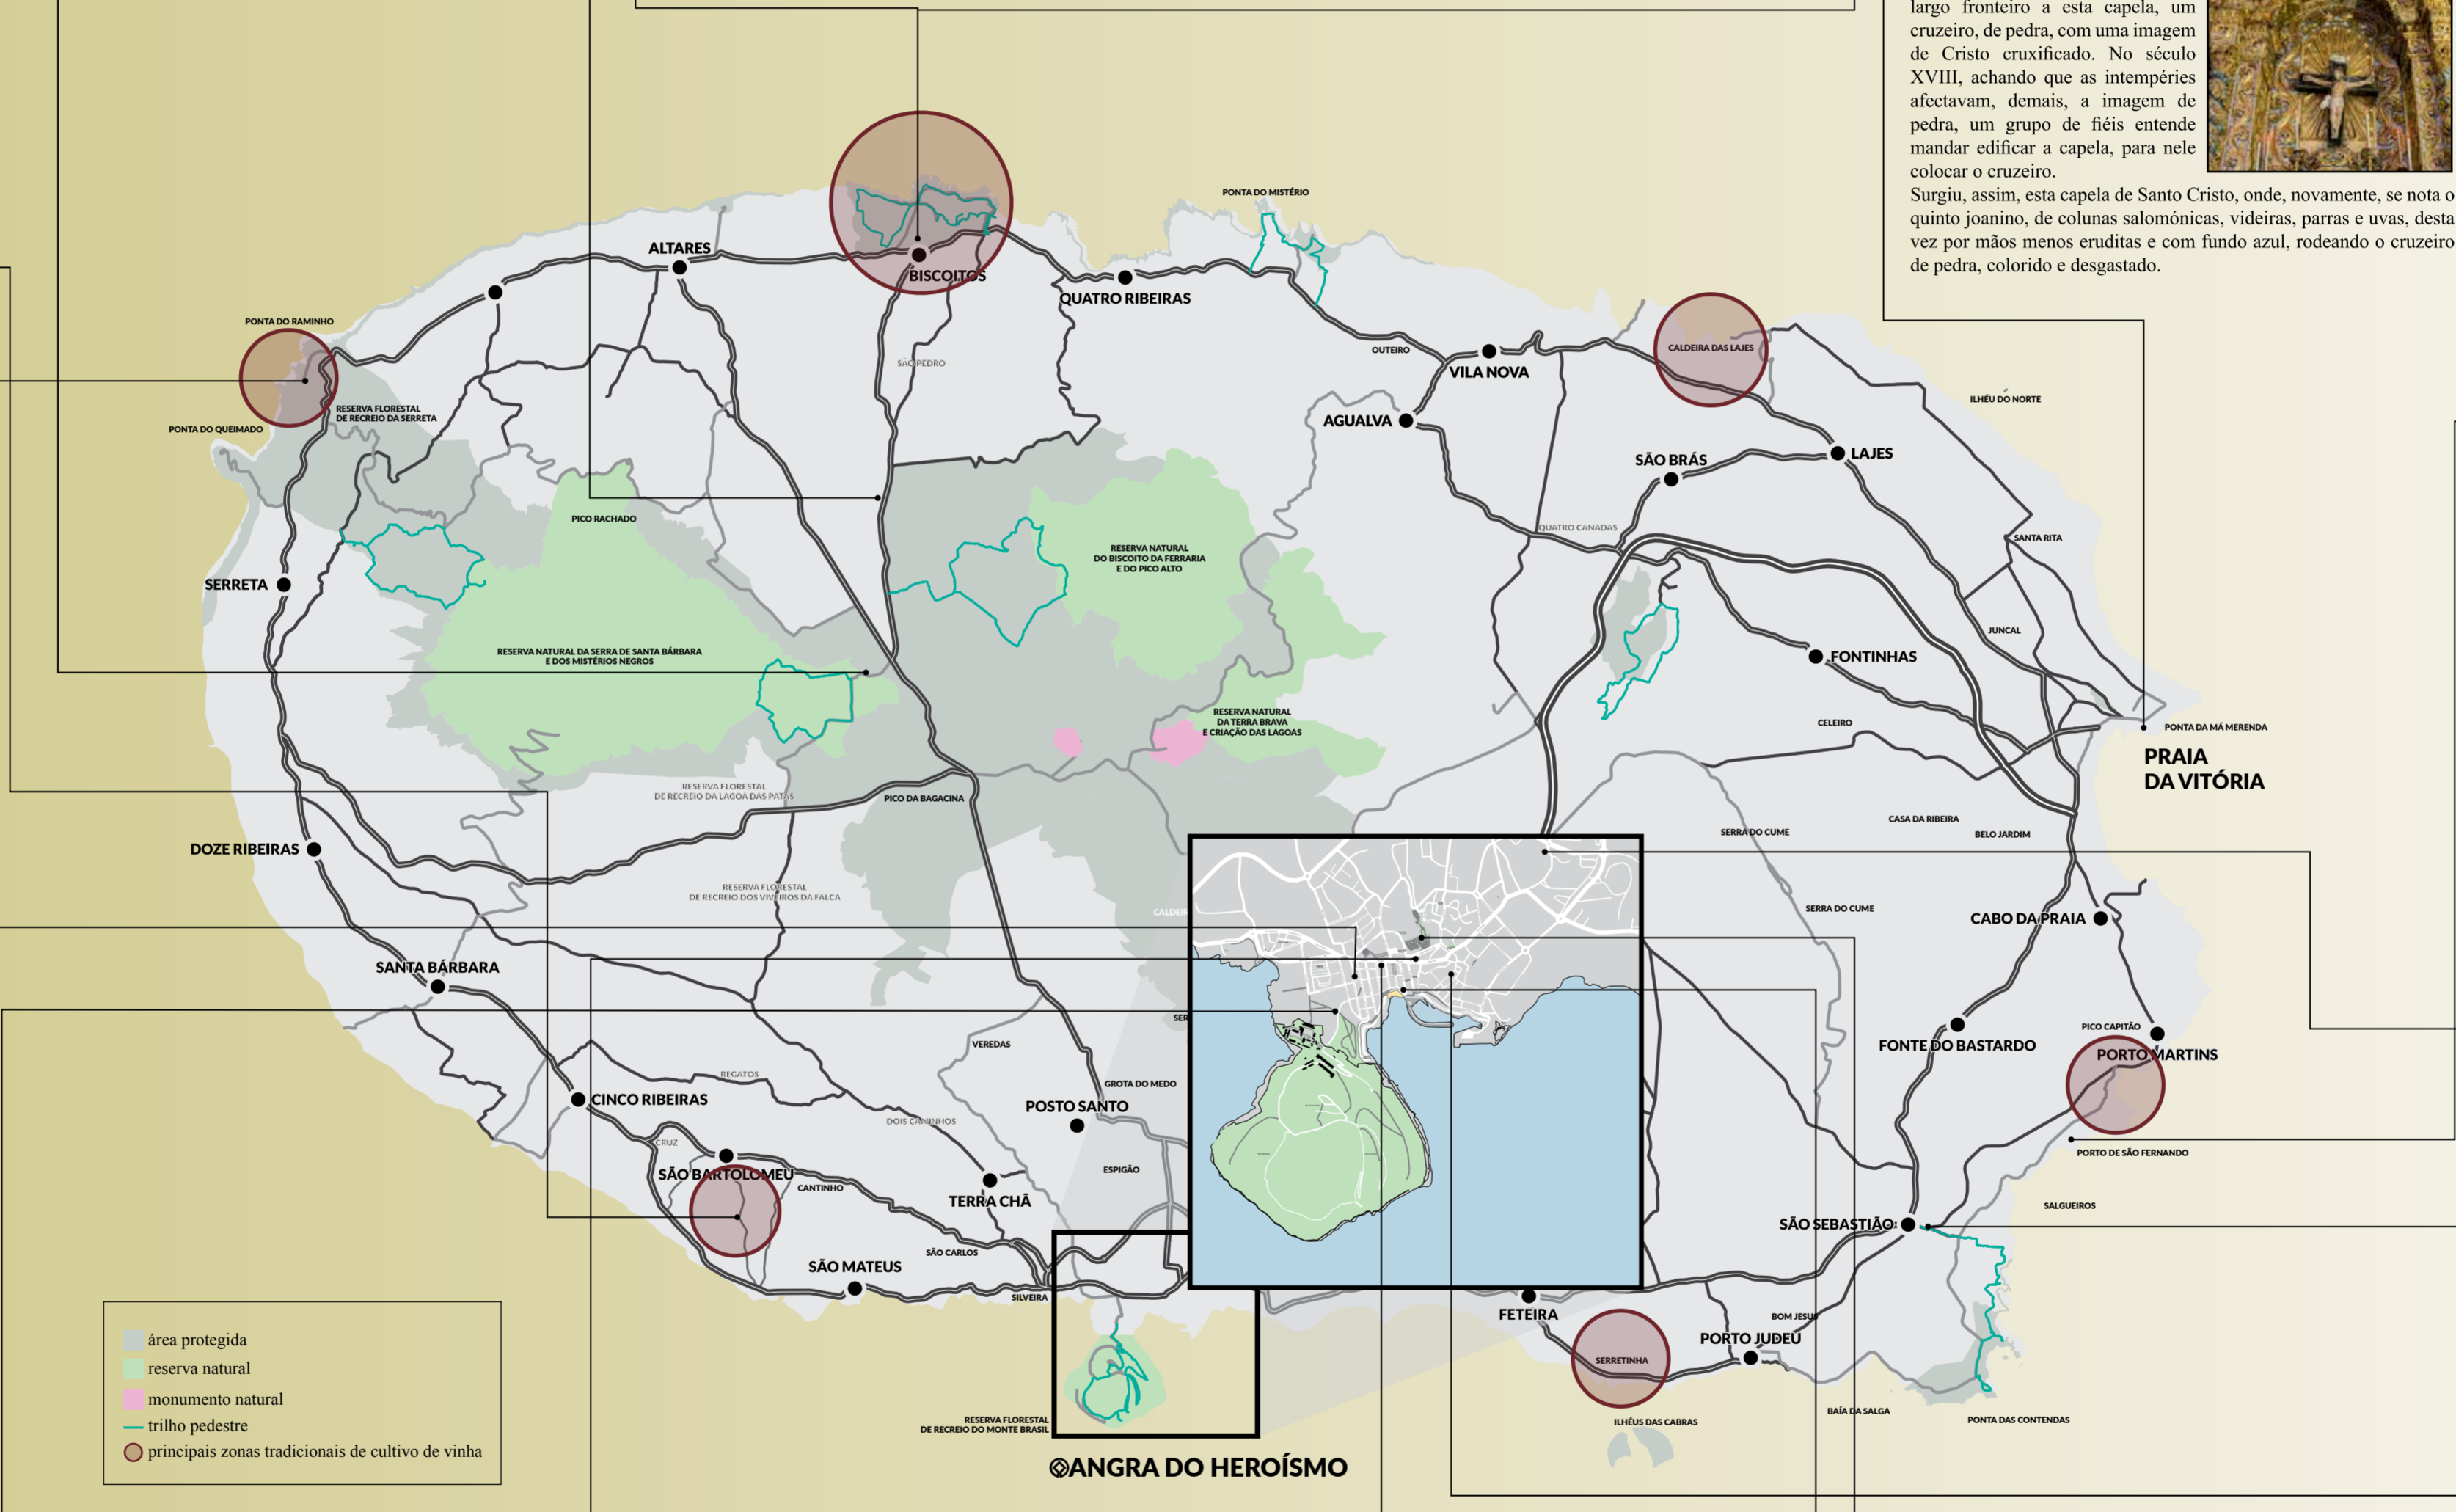 largo fronteiro a esta capela, um
cruzeiro, de pedra, com uma imagem
de Cristo cruxificado. No século
XVIII, achando que as intempéries
afectavam, demais, a imagem de
pedra, um grupo de fiéis entende
mandar edificar a capela, para nele
colocar o cruzeiro.
Surgiu, assim, esta capela de Santo Cristo, onde, novamente, se nota o
quinto joanino, de colunas salomónicas, videiras, parras e uvas, desta
vez por mãos menos eruditas e com fundo azul, rodeando o cruzeiro
de pedra, colorido e desgastado.
PONTA DO MISTÉRIO
ALTARES
BISCOITOS
QUATRO RIBEIRAS
PONTA DO RAMINHO
CALDEIRA DAS LAJES
OUTEIRO
SÃO PEDRO
VILA NOVA
ILHÉU DO NORTE
RESERVA FLORESTAL
DE RECREIO DA SERRETA
PONTA DO QUEIMADO
AGUALVA
SÃO BRÁS
LAJES
PICO RACHADO
QUATRO CANADAS
SANTA RITA
RESERVA NATURAL
DO BISCOITO DA FERRARIA
E DO PICO ALTO
SERRETA
JUNCAL
RESERVA NATURAL DA SERRA DE SANTA BÁRBARA
E DOS MISTÉRIOS NEGROS
FONTINHAS
RESERVA NATURAL
DA TERRA BRAVA
E CRIAÇÃO DAS LAGOAS
CELEIRO
PONTA DA MÁ MERENDA
PRAIA
DA VITÓRIA
RESERVA FLORESTAL
DE RECREIO DA LAGOA DAS PATAS
PICO DA BAGACINA
CASA DA RIBEIRA
SERRA DO CUME
BELO JARDIM
DOZE RIBEIRAS
RESERVA FLORESTAL
DE RECREIO DOS VIVEIROS DA FALCA
CALDEIR
SERRA DO CUME
CABO DA PRAIA
SANTA BÁRBARA
SER
PICO CAPITÃO
VEREDAS
FONTE DO BASTARDO
PORTO MARTINS
REGATOS
GROTA DO MEDO
CINCO RIBEIRAS
POSTO SANTO
DOIS CAMINHOS
CRUZ
PORTO DE SÃO FERNANDO
SÃO BARTOLOMEU
ESPIGÃO
CANTINHO
TERRA CHÃ
SALGUEIROS
SÃO SEBASTIÃO
SÃO CARLOS
SÃO MATEUS
SILVEIRA
FETEIRA
BOM JESUS
PORTO JUDEU
SERRETINHA
BAÍA DA SALGA
PONTA DAS CONTENDAS
ILHÉUS DAS CABRAS
RESERVA FLORESTAL
DE RECREIO DO MONTE BRASIL
ANGRA DO HEROÍSMO
área protegida
reserva natural
monumento natural
trilho pedestre
principais zonas tradicionais de cultivo de vinha